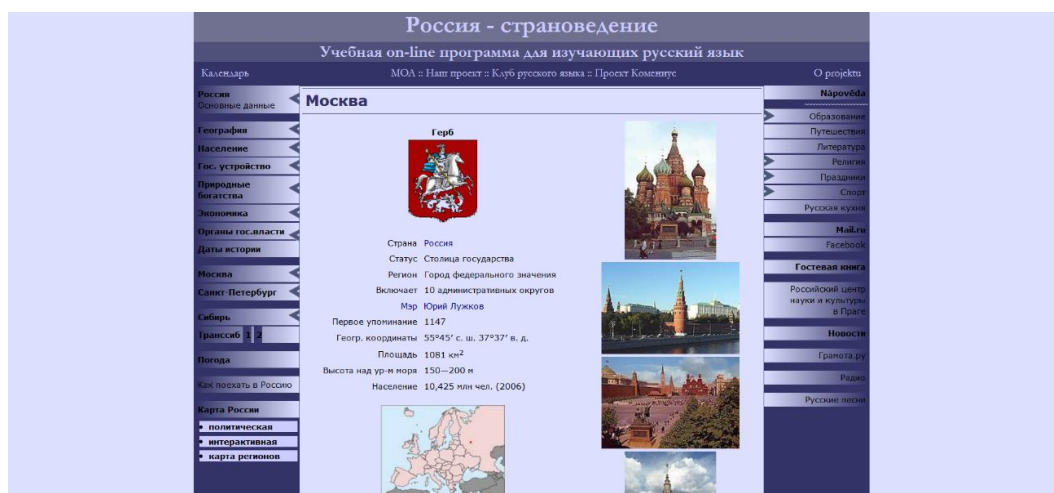 Россия - страноведение
Учебная on-line программа для изучающих русский язык
Календарь
МОЛ :: Наш проект :: Клуб русского языка :: Проект Комениус
O projektu
Россия
Основные данные
География
Население
Гос. устройство
Природные
богатства
Экономика
Органы гос.власти
Даты истории
Москва
Санкт-Петербург
Сибирь
Транссиб 1 2
Погода
Как поехать в Россию
Карта России
• политическая
• интерактивная
• карта регионов
Москва
Герб
Страна Россия
Статус Столица государства
Регион Город федерального значения
Включает 10 административных округов
Мэр Юрий Лужков
Первое упоминание 1147
Геогр. координаты 55°45′ с. ш. 37°37′ в. д.
Площадь 1081 км²
Высота над ур-м моря 150—200 м
Население 10,425 млн чел. (2006)
Nápověda
Образование
Путешествия
Литература
Религия
Праздники
Спорт
Русская кухня
Mail.ru
Facebook
Гостевая книга
Российский центр
науки и культуры
в Праге
Новости
Грамота.ру
Радио
Русские песни